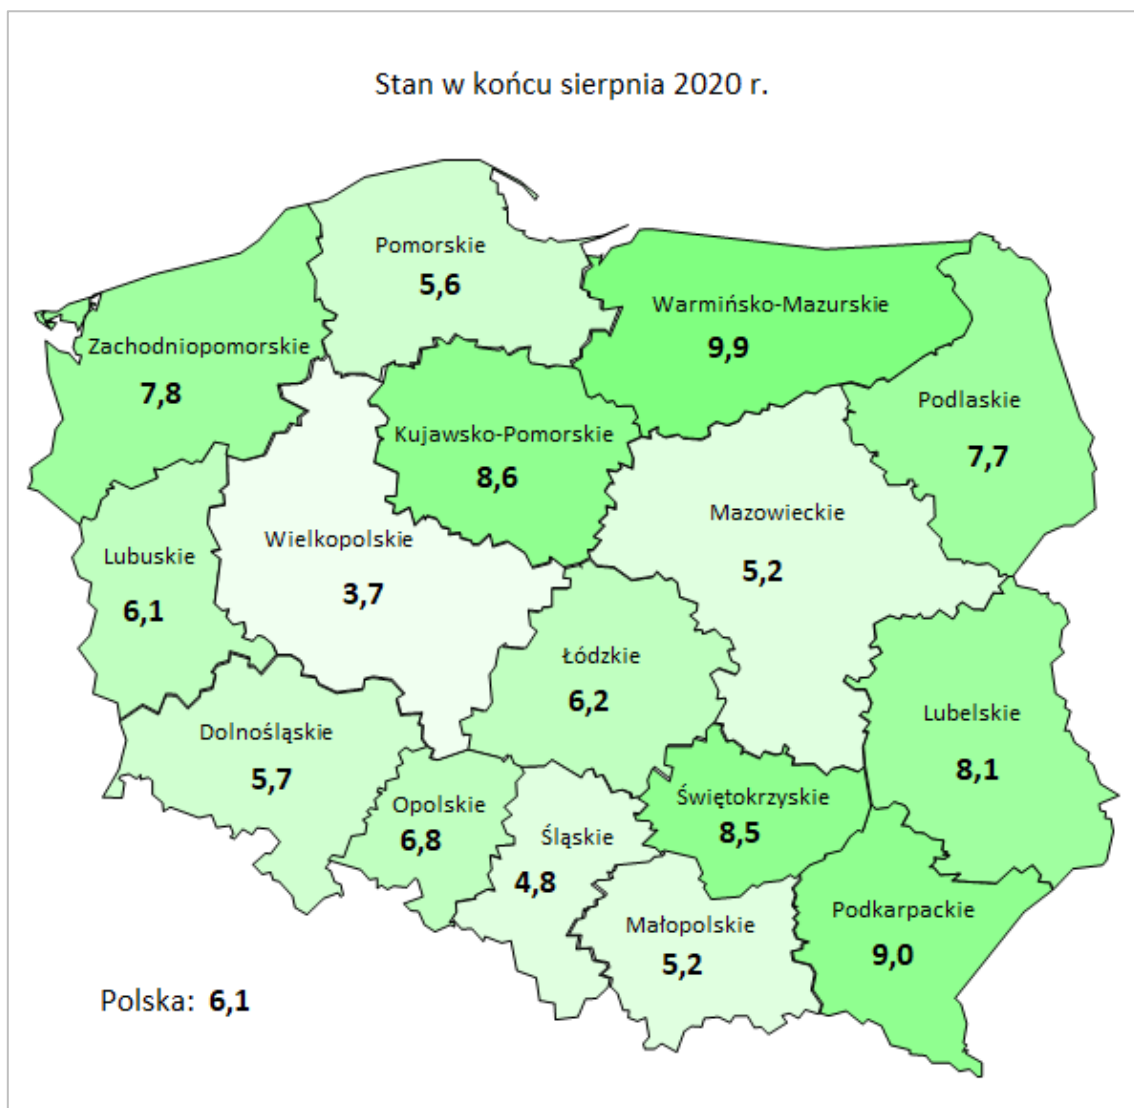 Stan w końcu sierpnia 2020 r.
Pomorskie
5,6
Warmińsko-Mazurskie
9,9
Zachodniopomorskie
7,8
Podlaskie
7,7
Kujawsko-Pomorskie
8,6
Mazowieckie
5,2
Wielkopolskie
3,7
Lubuskie
6,1
Łódzkie
6,2
Lubelskie
8,1
Dolnośląskie
5,7
Opolskie
6,8
Śląskie
4,8
Świętokrzyskie
8,5
Małopolskie
5,2
Podkarpackie
9,0
Polska: 6,1